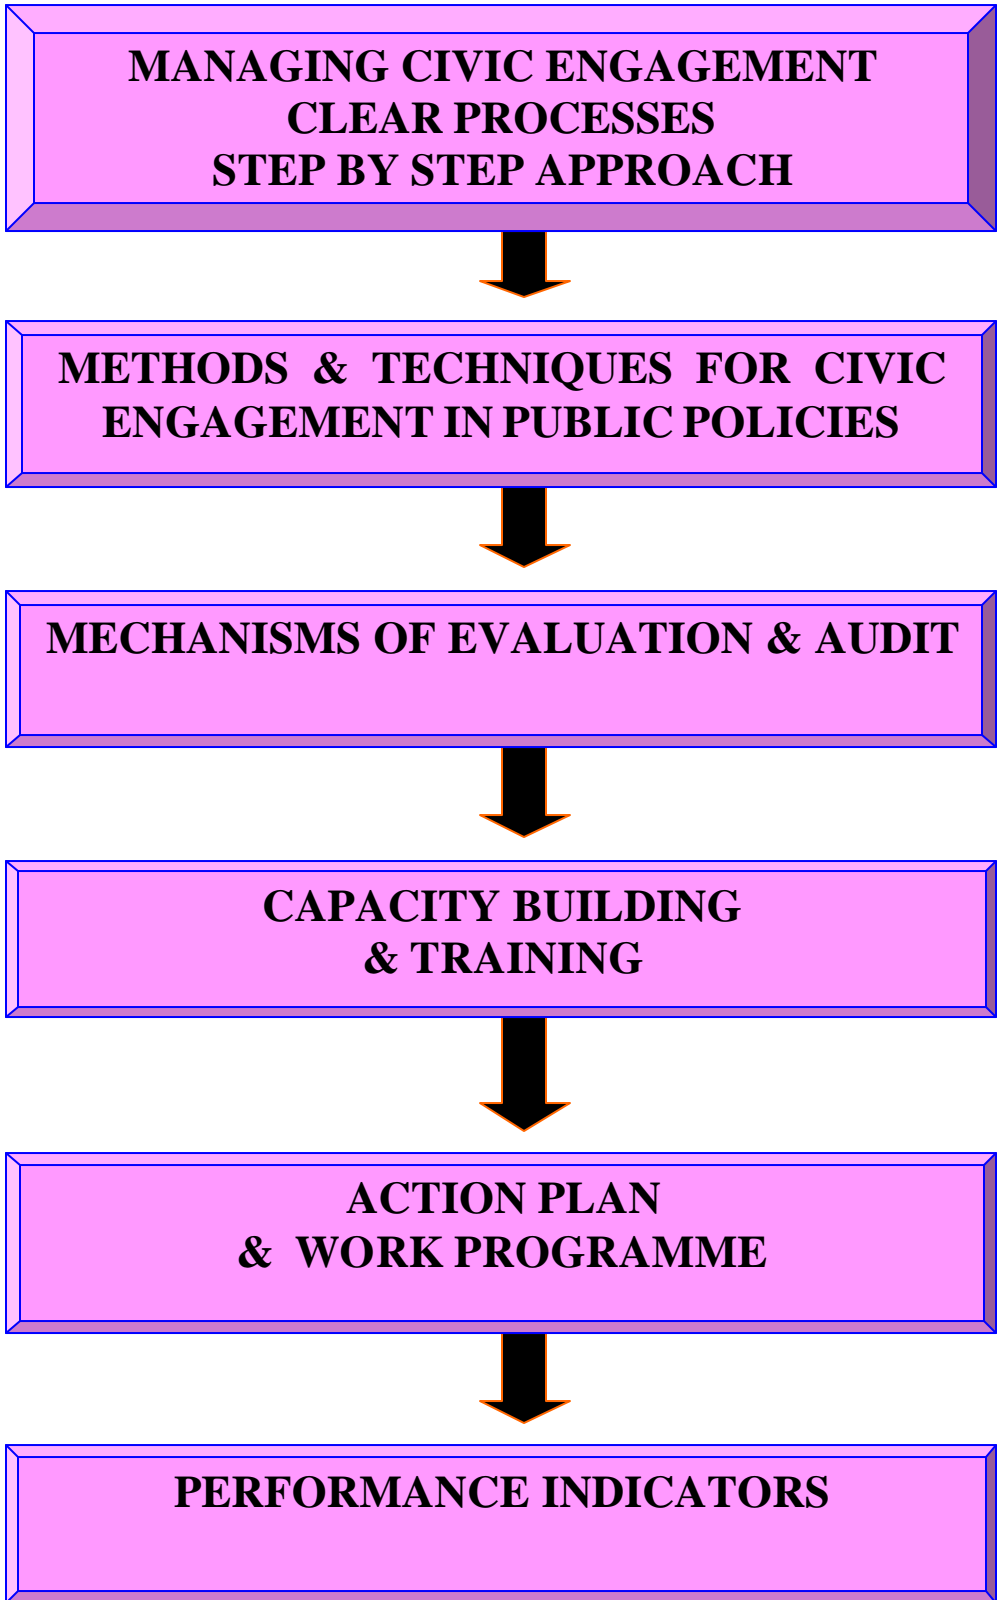 MANAGING CIVIC ENGAGEMENT
CLEAR PROCESSES
STEP BY STEP APPROACH
METHODS & TECHNIQUES FOR CIVIC
ENGAGEMENT IN PUBLIC POLICIES
MECHANISMS OF EVALUATION & AUDIT
CAPACITY BUILDING
& TRAINING
ACTION PLAN
& WORK PROGRAMME
PERFORMANCE INDICATORS